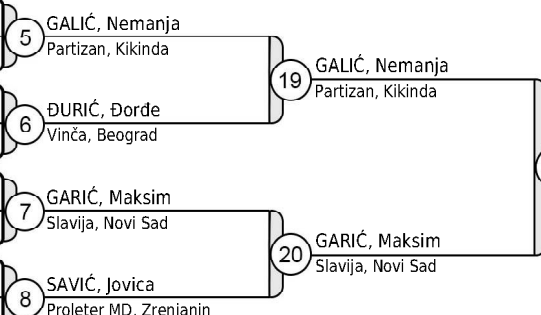 5
GALIĆ, Nemanja
Partizan, Kikinda
19
GALIĆ, Nemanja
Partizan, Kikinda
6
ĐURIĆ, Đorđe
Vinča, Beograd
7
GARIĆ, Maksim
Slavija, Novi Sad
20
GARIĆ, Maksim
Slavija, Novi Sad
8
SAVIĆ, Jovica
Proleter MD, Zrenjanin